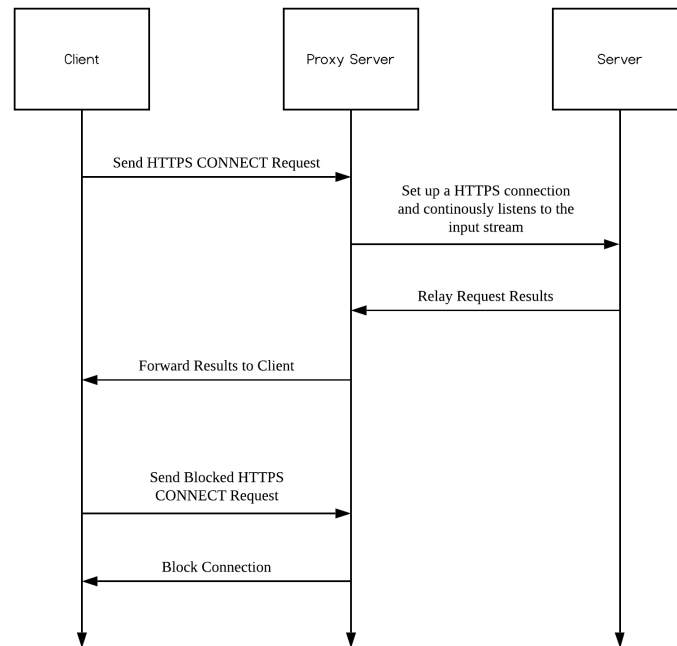 Client
Proxy Server
Server
Send HTTPS CONNECT Request
Set up a HTTPS connection
and continously listens to the
input stream
Relay Request Results
Forward Results to Client
Send Blocked HTTPS
CONNECT Request
Block Connection